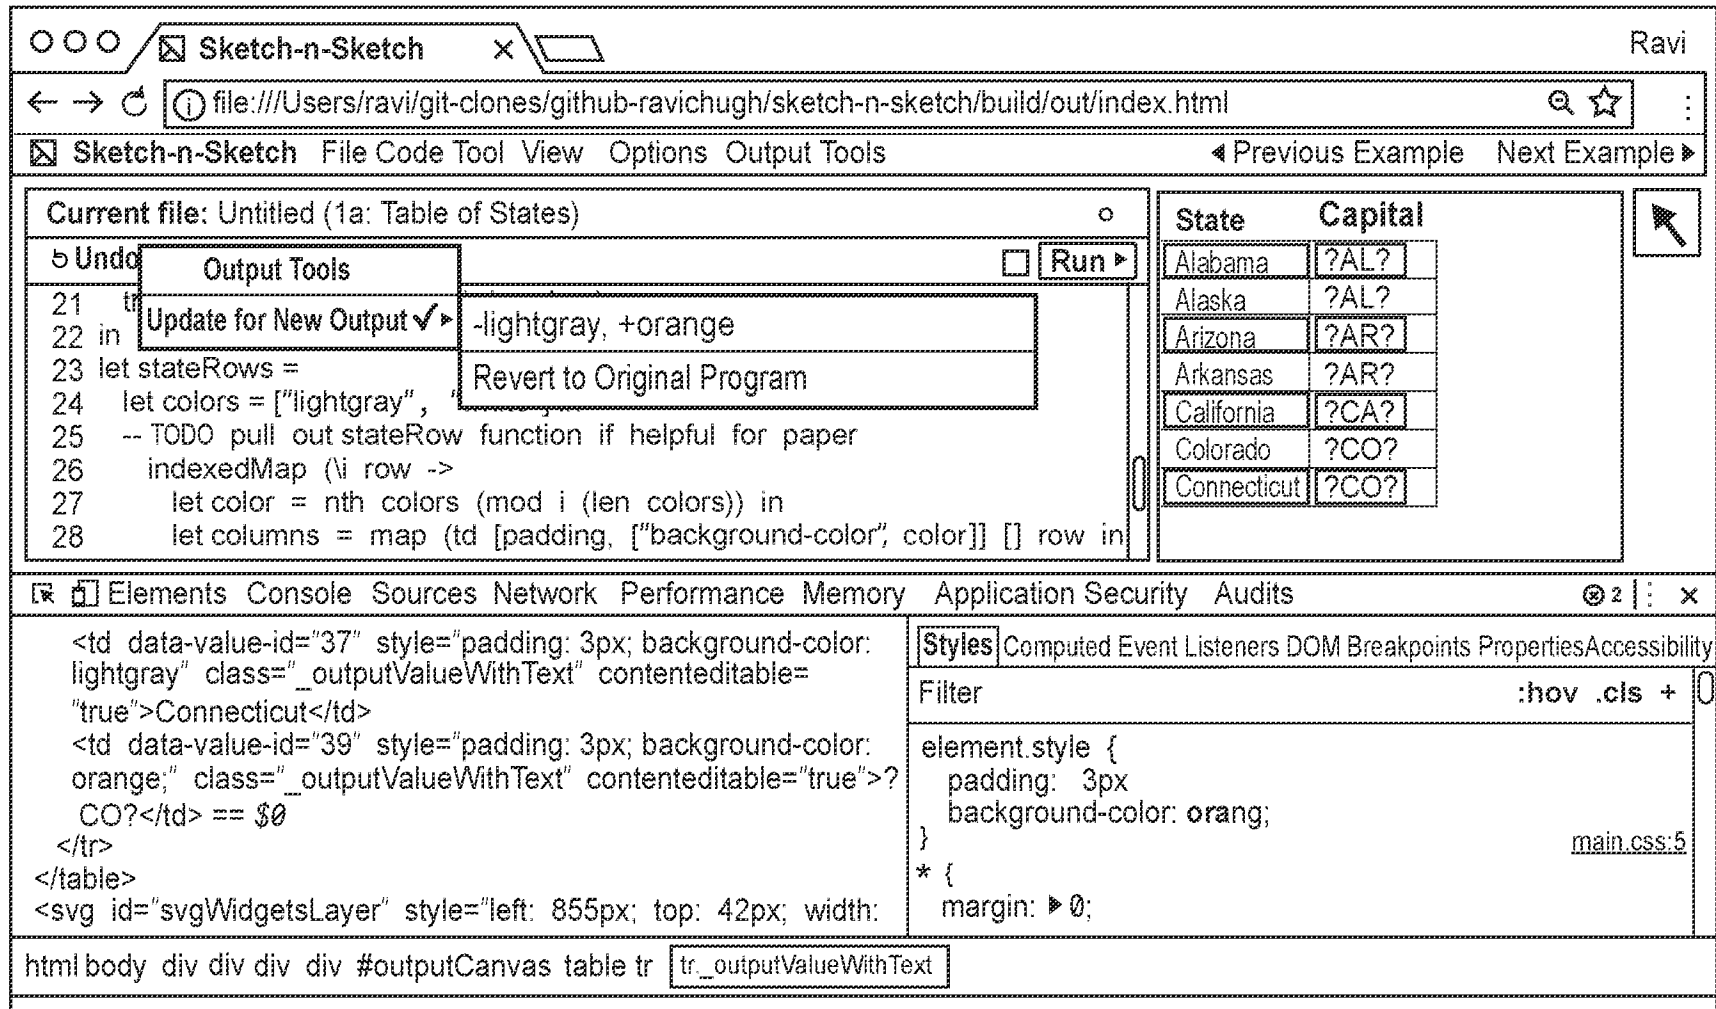 Sketch-n-Sketch ×
Ravi
file:///Users/ravi/git-clones/github-ravichugh/sketch-n-sketch/build/out/index.html
Sketch-n-Sketch File Code Tool View Options Output Tools Previous Example Next Example
Current file: Untitled (1a: Table of States)
Undo Run
Output Tools
Update for New Output ✓
-lightgray, +orange
Revert to Original Program
21 tr
22 in
23 let stateRows =
24 let colors = ["lightgray", "
25 -- TODO pull out stateRow function if helpful for paper
26 indexedMap (\i row ->
27 let color = nth colors (mod i (len colors)) in
28 let columns = map (td [padding, ["background-color", color]] [] row in
State Capital
Alabama ?AL?
Alaska ?AL?
Arizona ?AR?
Arkansas ?AR?
California ?CA?
Colorado ?CO?
Connecticut ?CO?
Elements Console Sources Network Performance Memory Application Security Audits 2 ×
<td data-value-id="37" style="padding: 3px; background-color:
lightgray" class="_outputValueWithText" contenteditable=
"true">Connecticut</td>
<td data-value-id="39" style="padding: 3px; background-color:
orange;" class="_outputValueWithText" contenteditable="true">?
CO?</td> == $0
</tr>
</table>
<svg id="svgWidgetsLayer" style="left: 855px; top: 42px; width:
Styles Computed Event Listeners DOM Breakpoints PropertiesAccessibility
Filter :hov .cls +
element.style {
padding: 3px
background-color: orang;
}
main.css:5
* {
margin: 0;
html body div div div div #outputCanvas table tr tr._outputValueWithText